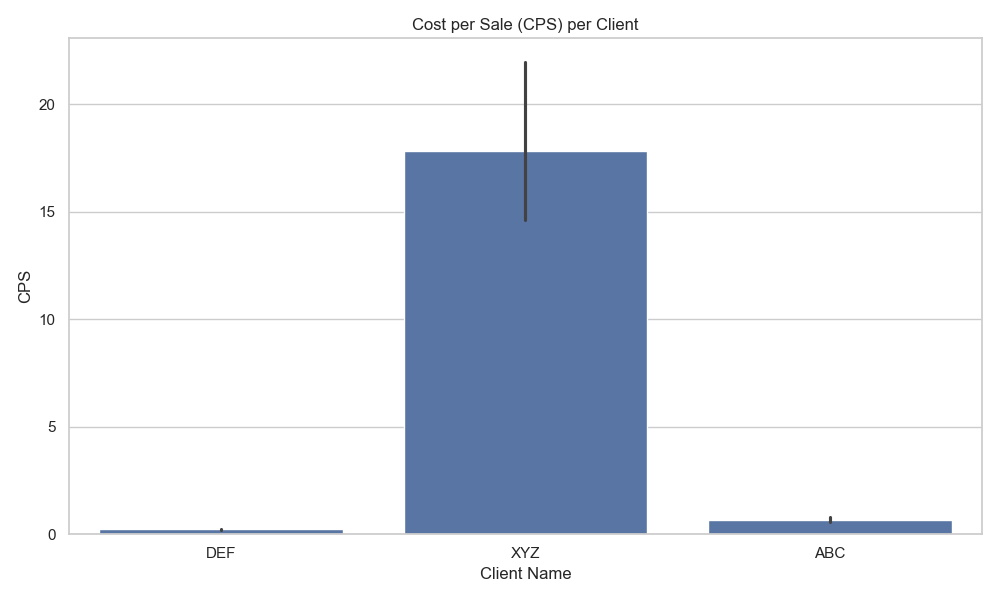 Cost per Sale (CPS) per Client
CPS
20
15
10
5
0
DEF
XYZ
ABC
Client Name